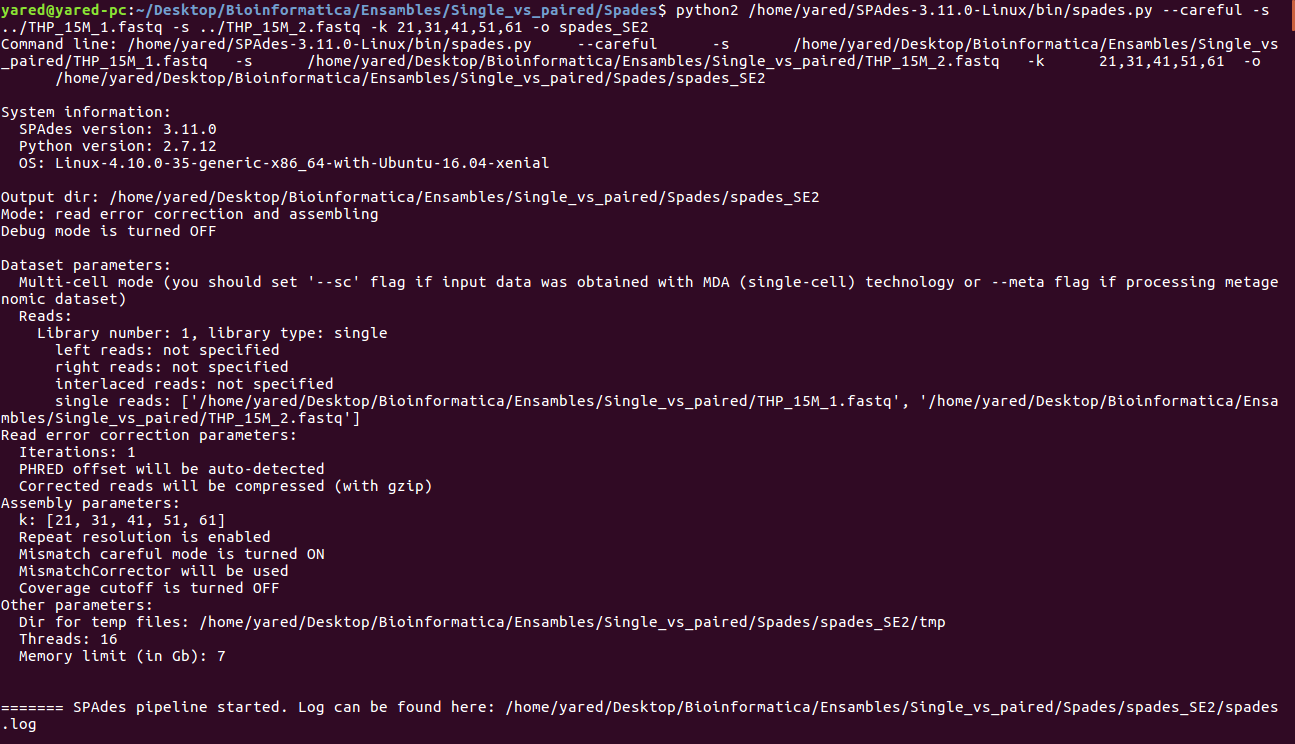 yared@yared-pc:~/Desktop/Bioinformatica/Ensambles/Single_vs_paired/Spades$ python2 /home/yared/SPAdes-3.11.0-Linux/bin/spades.py --careful -s
../THP_15M_1.fastq -s ../THP_15M_2.fastq -k 21,31,41,51,61 -o spades_SE2
Command line: /home/yared/SPAdes-3.11.0-Linux/bin/spades.py	--careful	-s	/home/yared/Desktop/Bioinformatica/Ensambles/Single_vs
_paired/THP_15M_1.fastq	-s	/home/yared/Desktop/Bioinformatica/Ensambles/Single_vs_paired/THP_15M_2.fastq	-k	21,31,41,51,61	-o
	/home/yared/Desktop/Bioinformatica/Ensambles/Single_vs_paired/Spades/spades_SE2

System information:
  SPAdes version: 3.11.0
  Python version: 2.7.12
  OS: Linux-4.10.0-35-generic-x86_64-with-Ubuntu-16.04-xenial

Output dir: /home/yared/Desktop/Bioinformatica/Ensambles/Single_vs_paired/Spades/spades_SE2
Mode: read error correction and assembling
Debug mode is turned OFF

Dataset parameters:
  Multi-cell mode (you should set '--sc' flag if input data was obtained with MDA (single-cell) technology or --meta flag if processing metage
nomic dataset)
  Reads:
    Library number: 1, library type: single
      left reads: not specified
      right reads: not specified
      interlaced reads: not specified
      single reads: ['/home/yared/Desktop/Bioinformatica/Ensambles/Single_vs_paired/THP_15M_1.fastq', '/home/yared/Desktop/Bioinformatica/Ensa
mbles/Single_vs_paired/THP_15M_2.fastq']
Read error correction parameters:
  Iterations: 1
  PHRED offset will be auto-detected
  Corrected reads will be compressed (with gzip)
Assembly parameters:
  k: [21, 31, 41, 51, 61]
  Repeat resolution is enabled
  Mismatch careful mode is turned ON
  MismatchCorrector will be used
  Coverage cutoff is turned OFF
Other parameters:
  Dir for temp files: /home/yared/Desktop/Bioinformatica/Ensambles/Single_vs_paired/Spades/spades_SE2/tmp
  Threads: 16
  Memory limit (in Gb): 7

======= SPAdes pipeline started. Log can be found here: /home/yared/Desktop/Bioinformatica/Ensambles/Single_vs_paired/Spades/spades_SE2/spades
.log